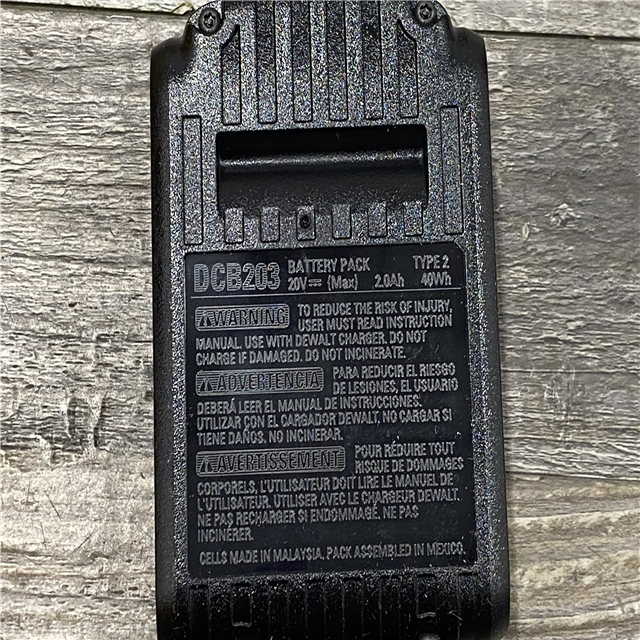 DCB203 BATTERY PACK TYPE 2
20V ⎓ (Max) 2.0Ah 40Wh
⚠WARNING TO REDUCE THE RISK OF INJURY,
USER MUST READ INSTRUCTION
MANUAL. USE WITH DEWALT CHARGER. DO NOT
CHARGE IF DAMAGED. DO NOT INCINERATE.
⚠ADVERTENCIA PARA REDUCIR EL RIESGO
DE LESIONES, EL USUARIO
DEBERÁ LEER EL MANUAL DE INSTRUCCIONES.
UTILIZAR CON EL CARGADOR DEWALT. NO CARGAR SI
TIENE DAÑOS. NO INCINERAR.
⚠AVERTISSEMENT POUR RÉDUIRE TOUT
RISQUE DE DOMMAGES
CORPORELS, L'UTILISATEUR DOIT LIRE LE MANUEL DE
L'UTILISATEUR. UTILISER AVEC LE CHARGEUR DEWALT.
NE PAS RECHARGER SI ENDOMMAGÉ. NE PAS
INCINÉRER.
CELLS MADE IN MALAYSIA. PACK ASSEMBLED IN MEXICO.